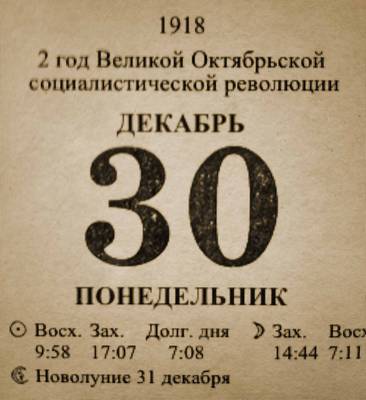 1918
2 год Великой Октябрьской
социалистической революции
ДЕКАБРЬ
30
ПОНЕДЕЛЬНИК
Восх. Зах. Долг. дня Зах. Восх
9:58 17:07 7:08 14:44 7:11
Новолуние 31 декабря